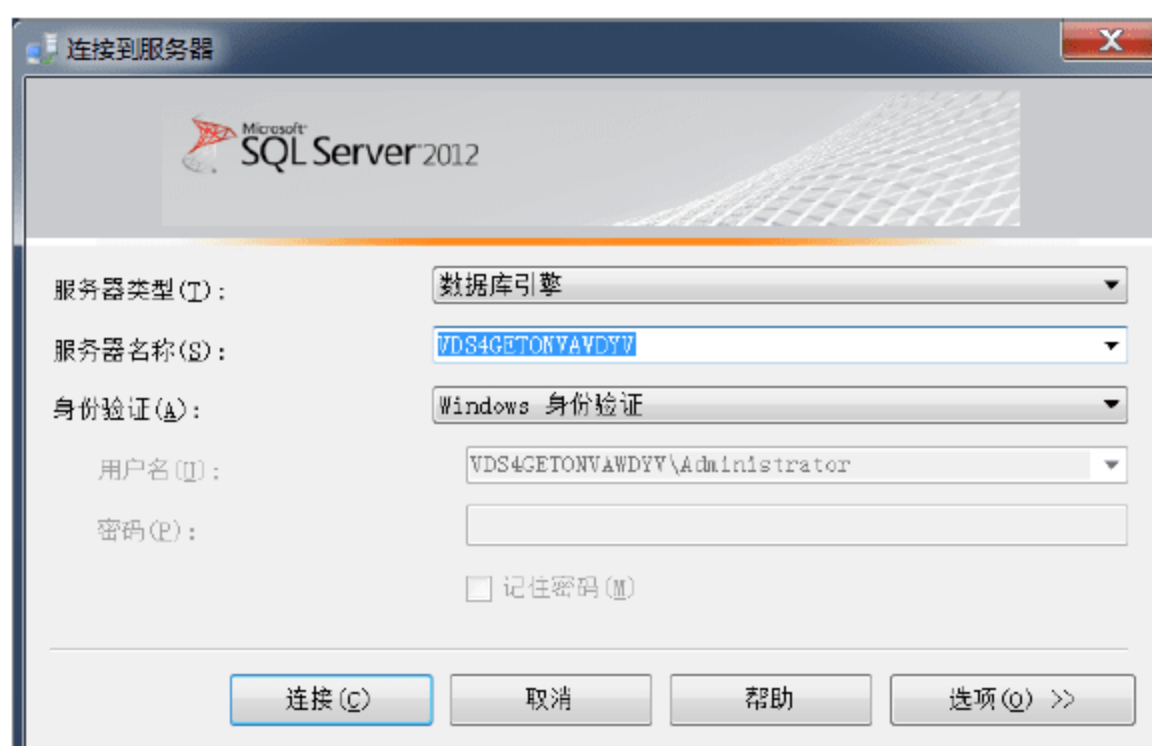 连接到服务器
Microsoft
SQL Server 2012
服务器类型(T): 数据库引擎
服务器名称(S): VDS4GETONVAWDYV
身份验证(A): Windows 身份验证
用户名(U): VDS4GETONVAWDYV\Administrator
密码(P):
记住密码(M)
连接(C) 取消 帮助 选项(O) >>